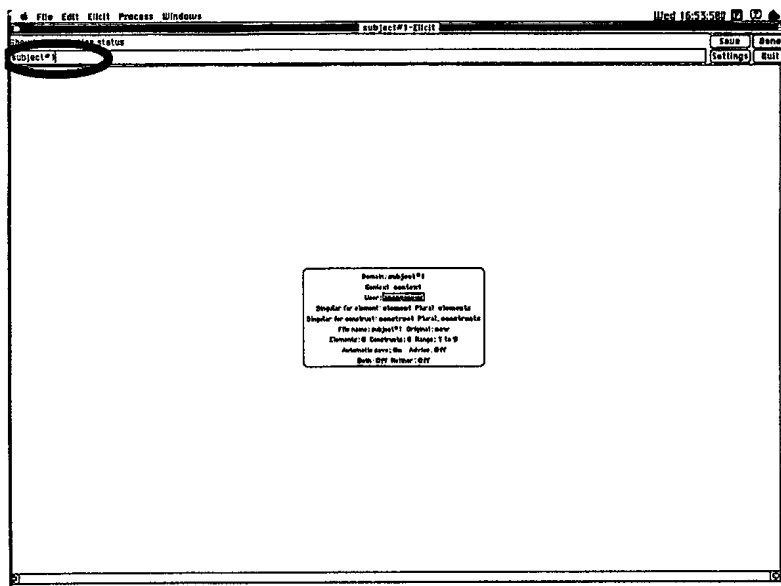 File Edit Elicit Process Windows Wed 16:53:58
subject#1-Elicit
status Save Done
subject#1 Settings Quit
Domain: subject#1
Context: context
User:
Singular for element: element Plural: elements
Singular for construct: construct Plural: constructs
File name: subject#1 Original: new
Elements: 0 Constructs: 0 Range: 1 to 9
Automatic save: On Advice: Off
Both: Off Neither: Off